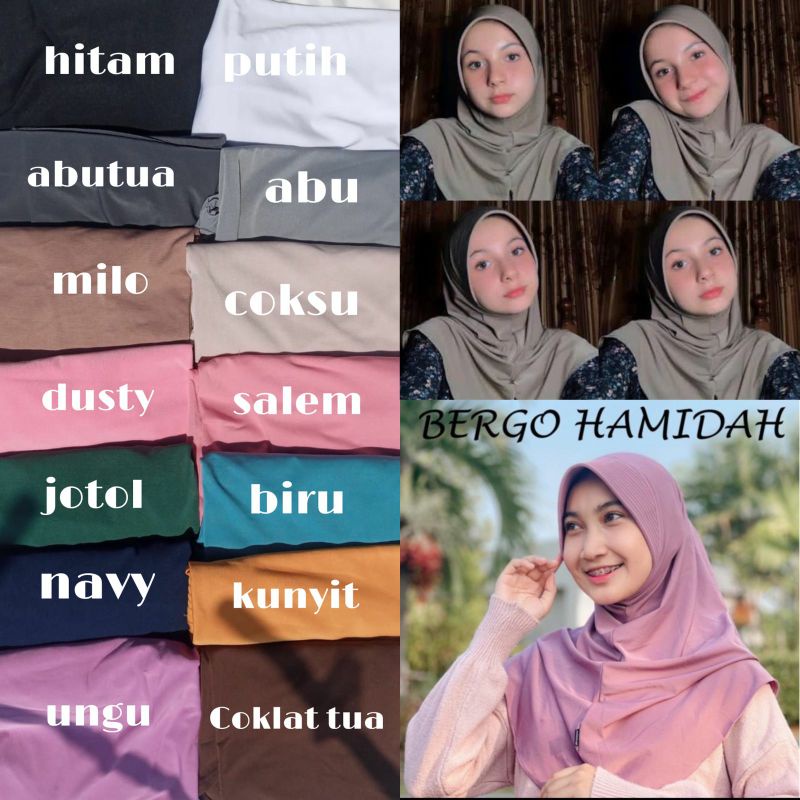 hitam
putih
abutua
abu
milo
coksu
dusty
salem
jotol
biru
navy
kunyit
ungu
Coklat tua
BERGO HAMIDAH